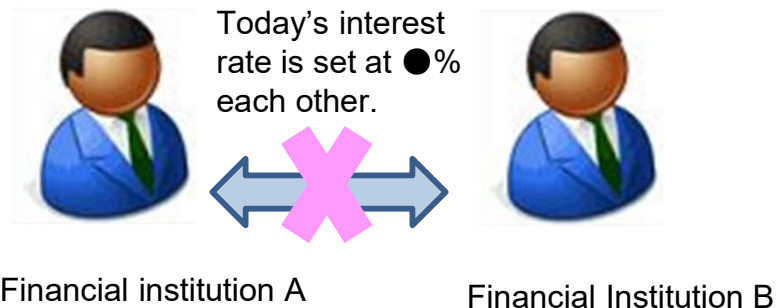 Today's interest
rate is set at ●%
each other.
Financial institution A
Financial Institution B